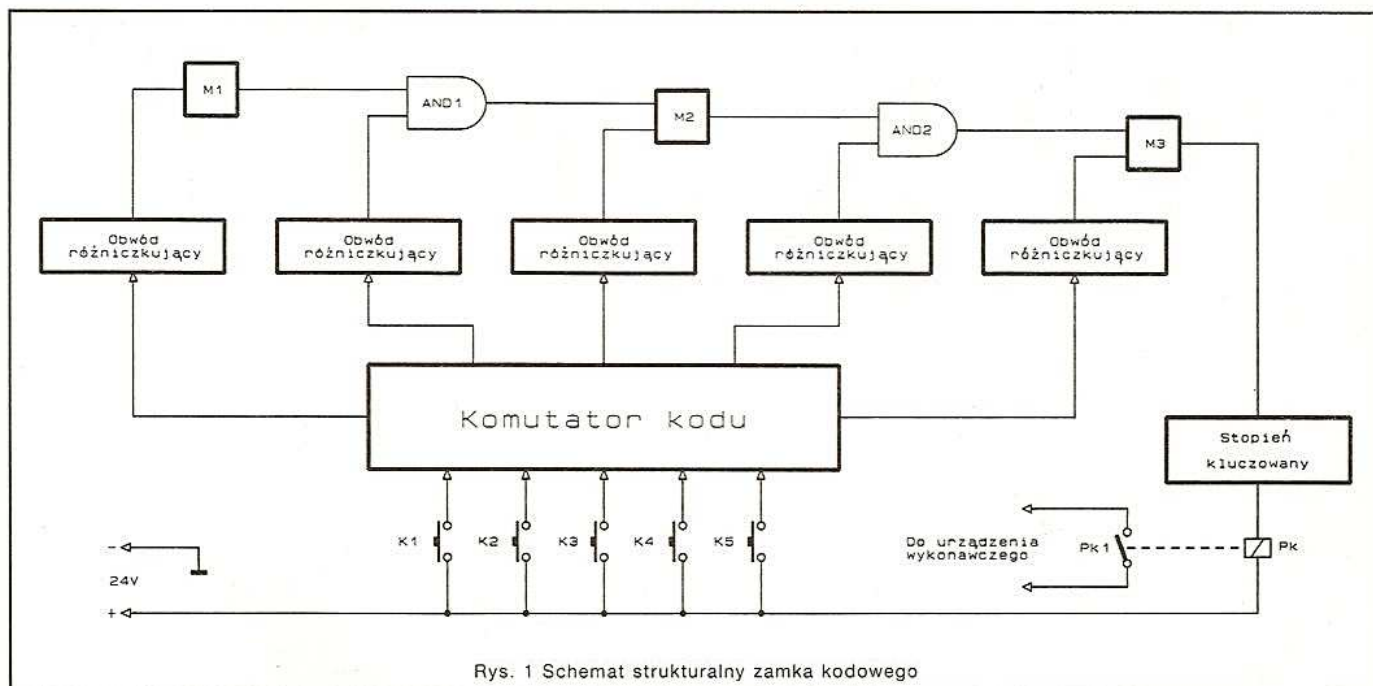 M1
AND1
M2
AND2
M3
Obwód
różniczkujący
Obwód
różniczkujący
Obwód
różniczkujący
Obwód
różniczkujący
Obwód
różniczkujący
Komutator kodu
Stopień
kluczowany
K1
K2
K3
K4
K5
-
24V
+
Do urządzenia
wykonawczego
Pk1
Pk
Rys. 1 Schemat strukturalny zamka kodowego